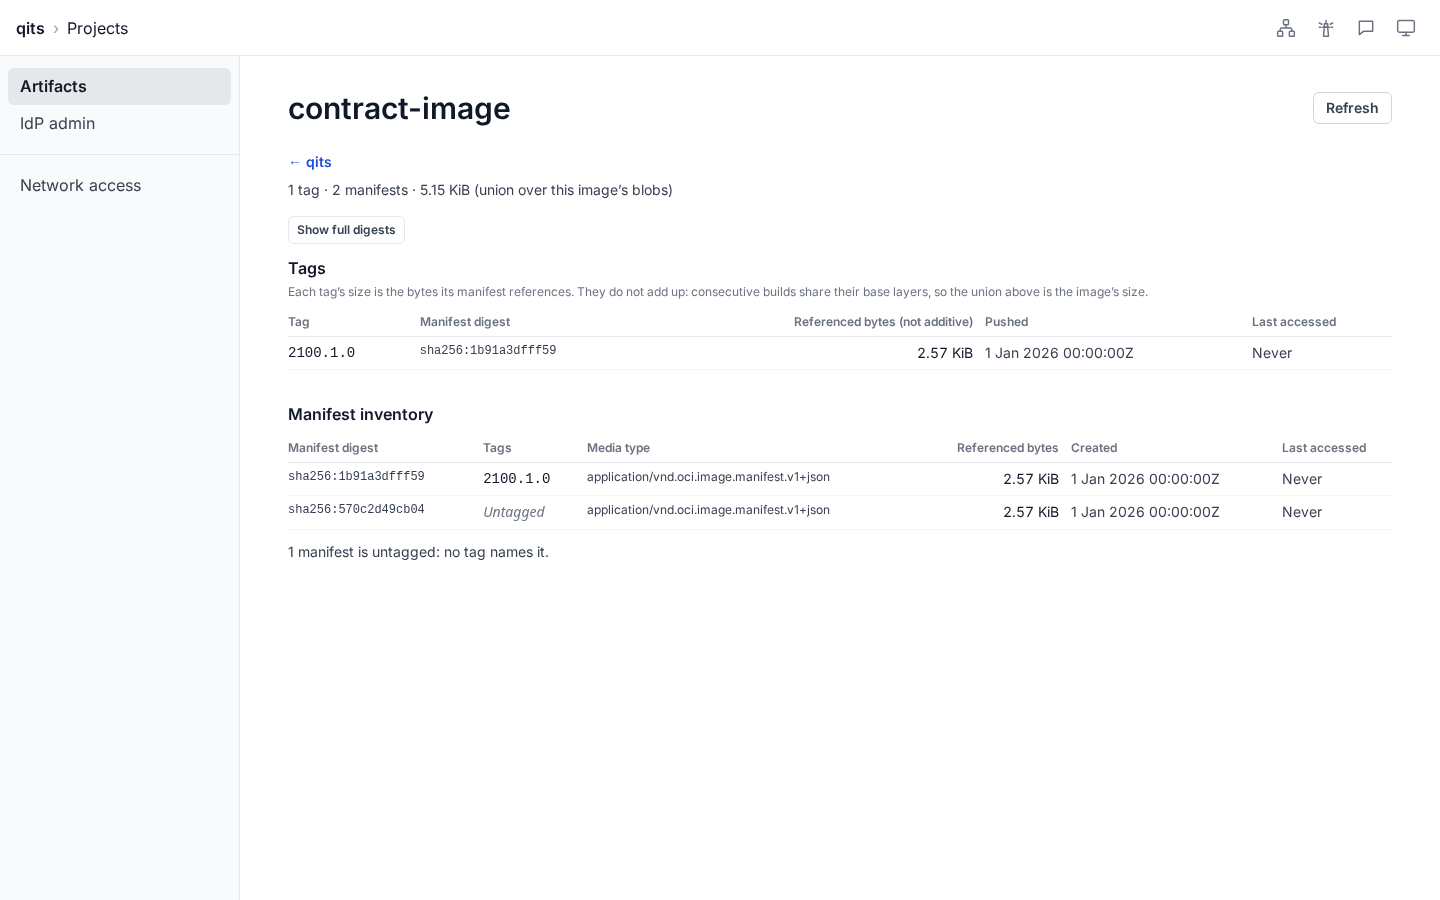 qits › Projects
Artifacts
IdP admin
Network access
contract-image
Refresh
← qits
1 tag · 2 manifests · 5.15 KiB (union over this image’s blobs)
Show full digests
Tags
Each tag’s size is the bytes its manifest references. They do not add up: consecutive builds share their base layers, so the union above is the image’s size.
Tag Manifest digest Referenced bytes (not additive) Pushed Last accessed
2100.1.0 sha256:1b91a3dfff59 2.57 KiB 1 Jan 2026 00:00:00Z Never
Manifest inventory
Manifest digest Tags Media type Referenced bytes Created Last accessed
sha256:1b91a3dfff59 2100.1.0 application/vnd.oci.image.manifest.v1+json 2.57 KiB 1 Jan 2026 00:00:00Z Never
sha256:570c2d49cb04 Untagged application/vnd.oci.image.manifest.v1+json 2.57 KiB 1 Jan 2026 00:00:00Z Never
1 manifest is untagged: no tag names it.